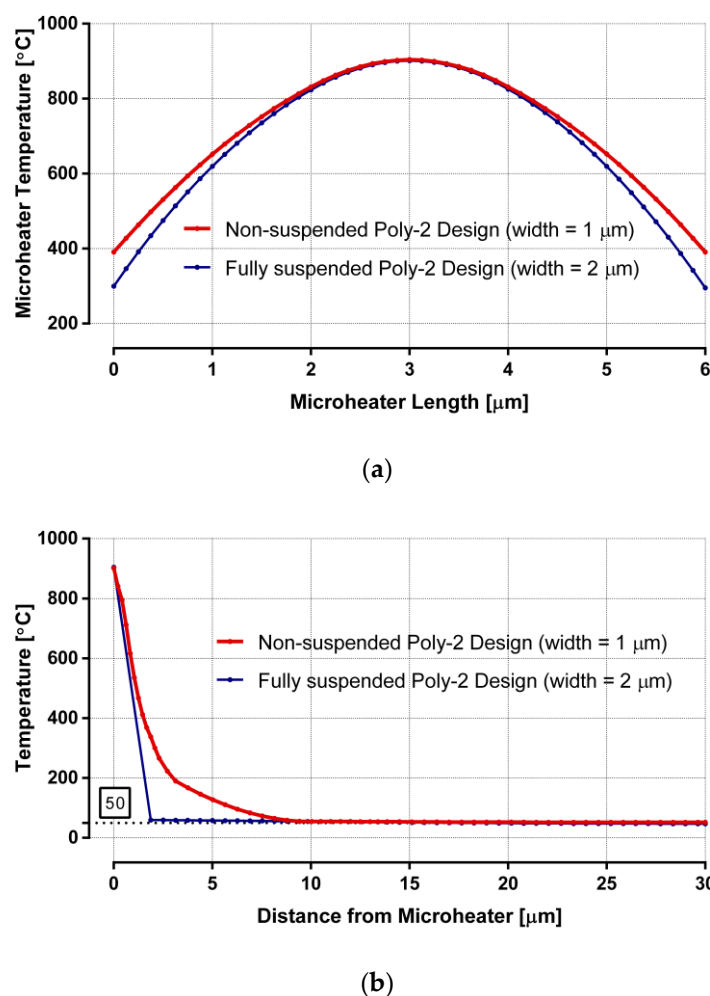 1000
800
600
400
200
Microheater Temperature [°C]
Non-suspended Poly-2 Design (width = 1 μm)
Fully suspended Poly-2 Design (width = 2 μm)
0 1 2 3 4 5 6
Microheater Length [μm]
(a)
1000
800
600
400
200
0
Temperature [°C]
50
Non-suspended Poly-2 Design (width = 1 μm)
Fully suspended Poly-2 Design (width = 2 μm)
0 5 10 15 20 25 30
Distance from Microheater [μm]
(b)